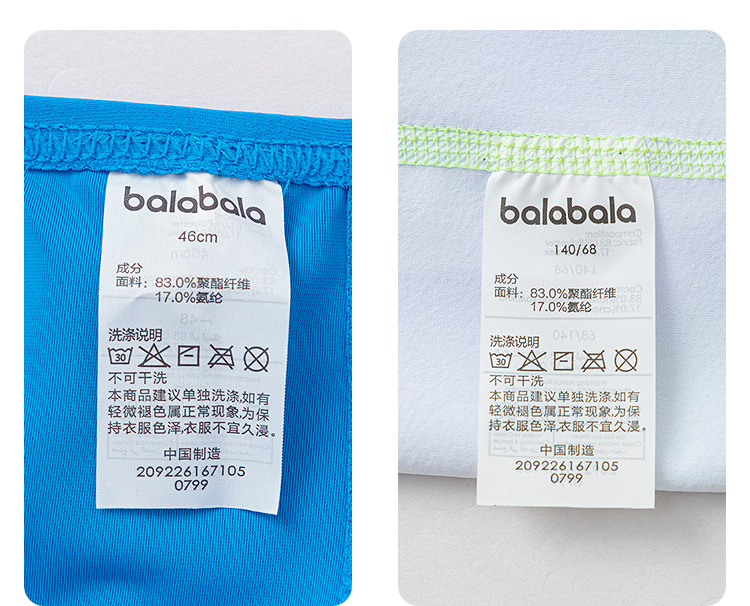 balabala
46cm
成分
面料：83.0%聚酯纤维
17.0%氨纶
洗涤说明
30
不可干洗
本商品建议单独洗涤,如有
轻微褪色属正常现象,为保
持衣服色泽,衣服不宜久浸。
中国制造
209226167105
0799
balabala
140/68
成分
面料：83.0%聚酯纤维
17.0%氨纶
洗涤说明
30
不可干洗
本商品建议单独洗涤,如有
轻微褪色属正常现象,为保
持衣服色泽,衣服不宜久浸。
中国制造
209226167105
0799